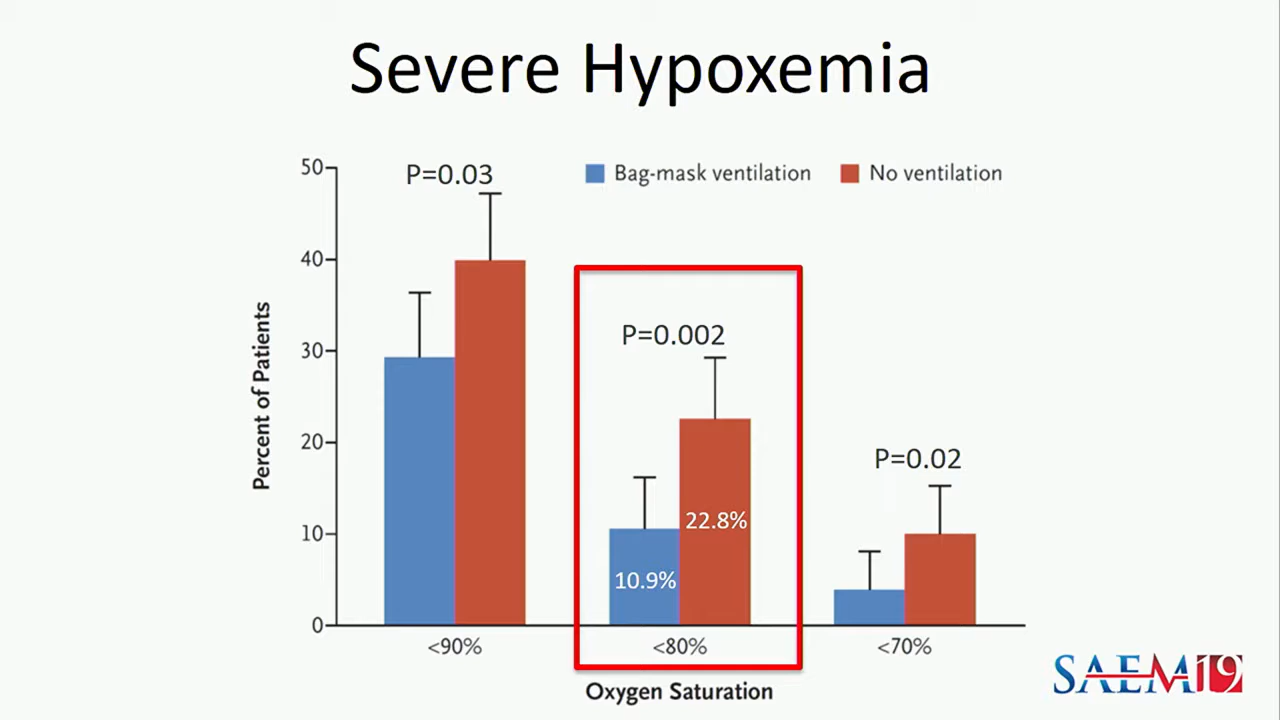 Severe Hypoxemia
P=0.03
Bag-mask ventilation
No ventilation
Percent of Patients
50
40
30
20
10
0
P=0.002
22.8%
10.9%
P=0.02
<90%
<80%
<70%
Oxygen Saturation
SAEM19